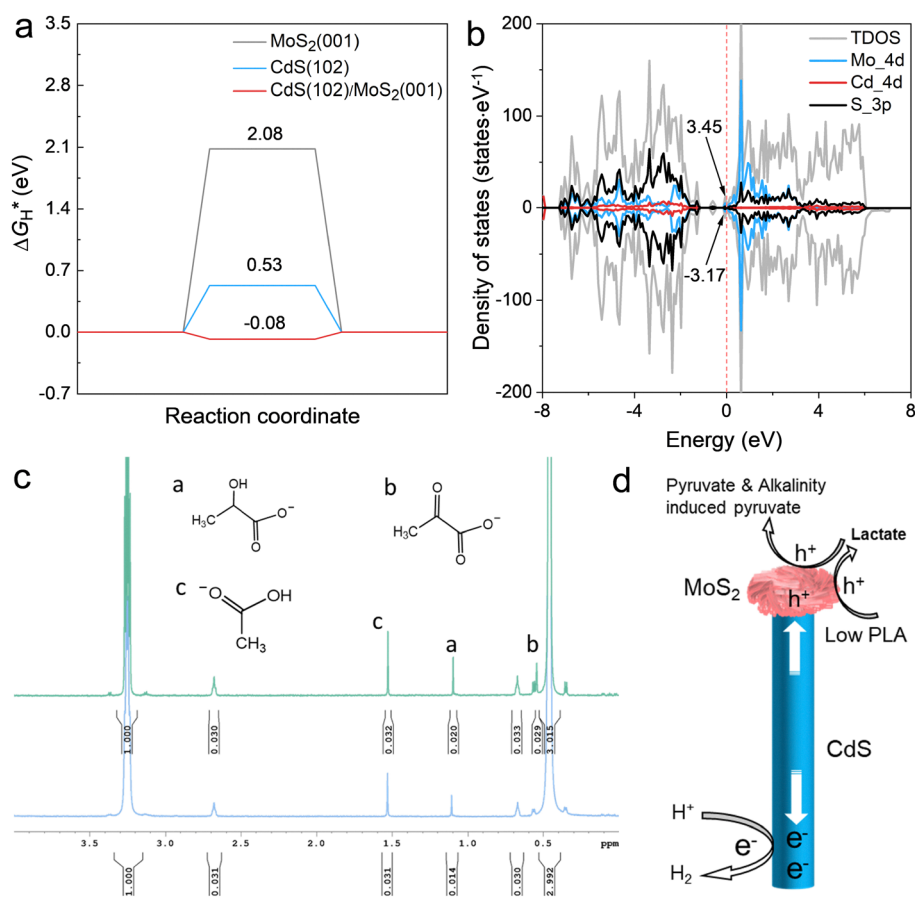 a
3.5
2.8
2.1
1.4
0.7
0.0
-0.7
ΔG_H* (eV)
MoS₂(001)
CdS(102)
CdS(102)/MoS₂(001)
2.08
0.53
-0.08
Reaction coordinate
b
200
100
0
-100
-200
Density of states (states·eV⁻¹)
TDOS
Mo_4d
Cd_4d
S_3p
3.45
-3.17
-8
-4
0
4
8
Energy (eV)
c
a
OH
H₃C
O⁻
O
b
O
H₃C
O⁻
O
c
⁻O
OH
CH₃
c
a
b
1.000
0.030
0.032
0.020
0.033
0.029
3.015
3.5
3.0
2.5
2.0
1.5
1.0
0.5
ppm
1.000
0.031
0.031
0.014
0.030
2.992
d
Pyruvate & Alkalinity
induced pyruvate
Lactate
h⁺
MoS₂
h⁺
h⁺
Low PLA
CdS
H⁺
e⁻
e⁻
e⁻
H₂